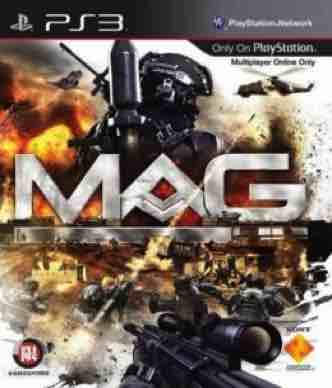 PS3
PlayStation Network
Only On PlayStation.
Multiplayer Online Only
MAG
SONY